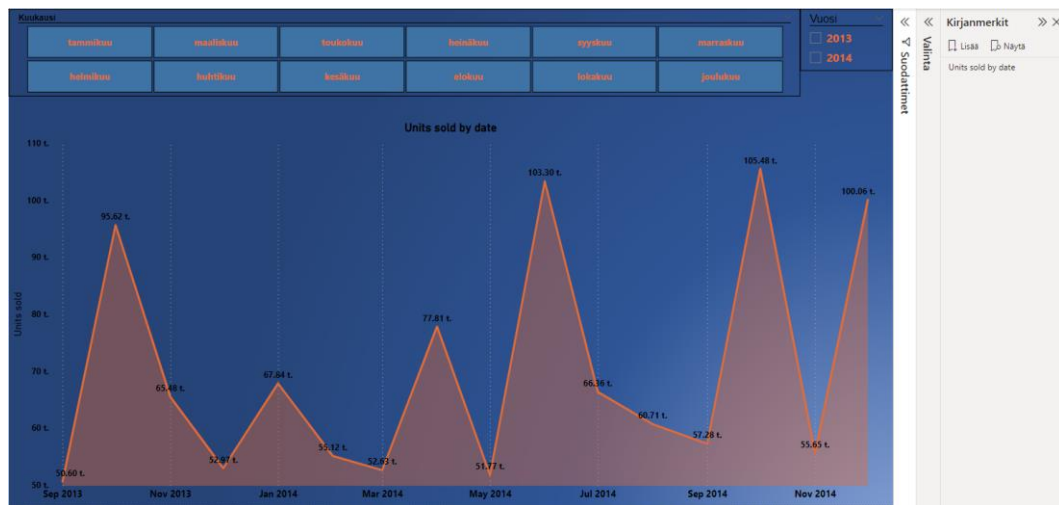 Kuukausi
tammikuu maaliskuu toukokuu heinäkuu syyskuu marraskuu
helmikuu huhtikuu kesäkuu elokuu lokakuu joulukuu
Vuosi
2013
2014
Suodattimet
Valinta
Kirjanmerkit
Lisää Näytä
Units sold by date
Units sold by date
Units sold
110 t.
100 t.
90 t.
80 t.
70 t.
60 t.
50 t.
50.60 t.
95.62 t.
65.48 t.
52.97 t.
67.64 t.
55.12 t.
52.63 t.
77.81 t.
51.77 t.
103.30 t.
66.36 t.
60.71 t.
57.28 t.
105.48 t.
55.65 t.
100.06 t.
Sep 2013 Nov 2013 Jan 2014 Mar 2014 May 2014 Jul 2014 Sep 2014 Nov 2014